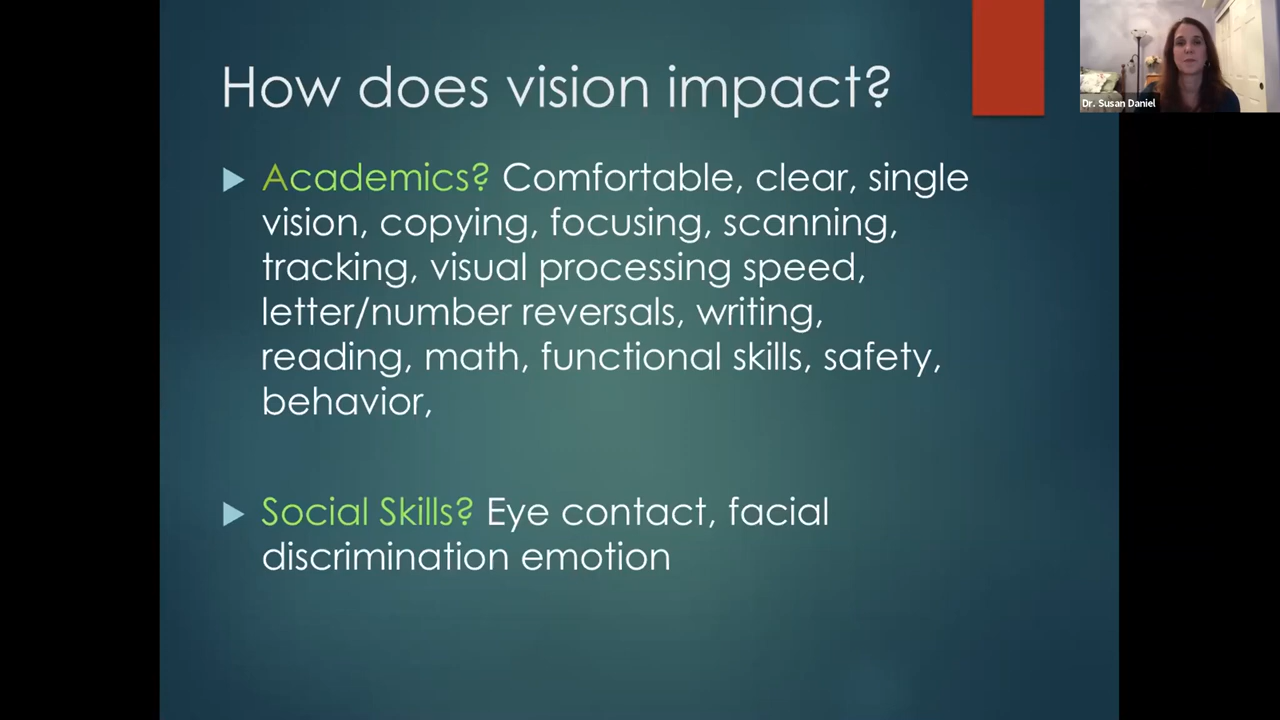 How does vision impact?
Academics? Comfortable, clear, single
vision, copying, focusing, scanning,
tracking, visual processing speed,
letter/number reversals, writing,
reading, math, functional skills, safety,
behavior,
Social Skills? Eye contact, facial
discrimination emotion
Dr. Susan Daniel